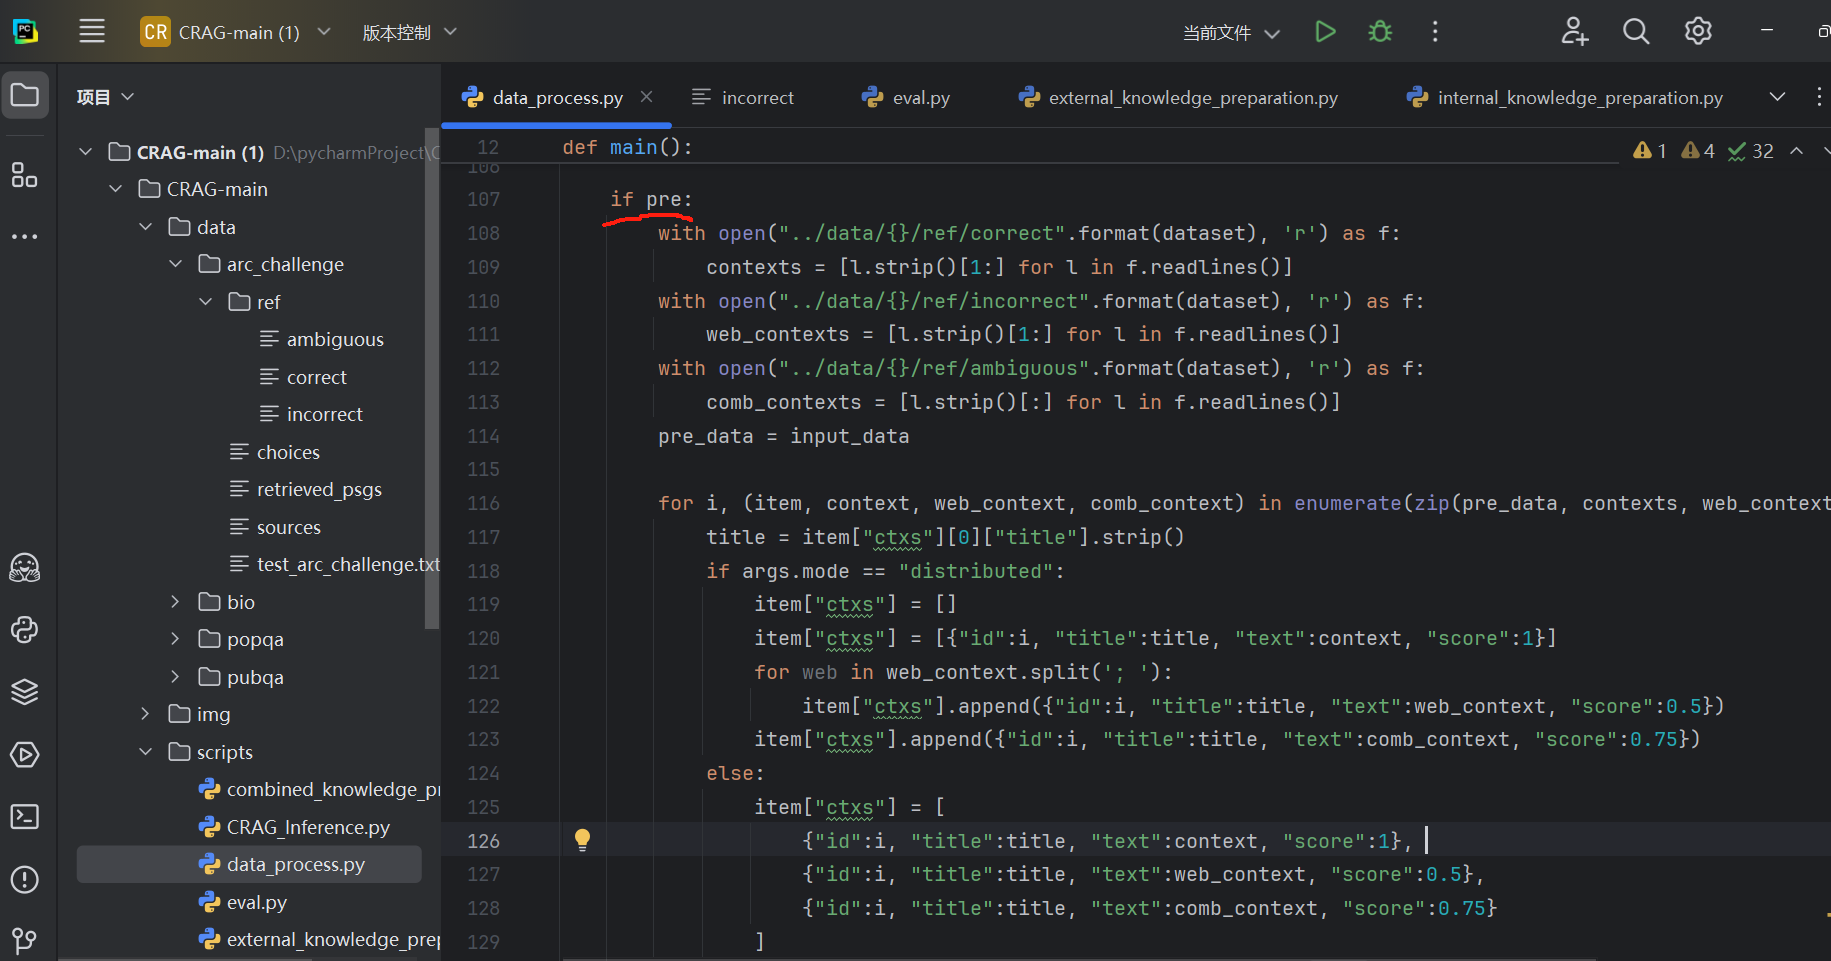 PC
CR CRAG-main (1) 版本控制 当前文件
项目
data_process.py incorrect eval.py external_knowledge_preparation.py internal_knowledge_preparation.py
CRAG-main (1) D:\pycharmProject\C
CRAG-main
data
arc_challenge
ref
ambiguous
correct
incorrect
choices
retrieved_psgs
sources
test_arc_challenge.txt
bio
popqa
pubqa
img
scripts
combined_knowledge_pr
CRAG_Inference.py
data_process.py
eval.py
external_knowledge_prep
12 def main():
1 4 32
106
107 if pre:
108 with open("../data/{}/ref/correct".format(dataset), 'r') as f:
109 contexts = [l.strip()[1:] for l in f.readlines()]
110 with open("../data/{}/ref/incorrect".format(dataset), 'r') as f:
111 web_contexts = [l.strip()[1:] for l in f.readlines()]
112 with open("../data/{}/ref/ambiguous".format(dataset), 'r') as f:
113 comb_contexts = [l.strip()[:] for l in f.readlines()]
114 pre_data = input_data
115
116 for i, (item, context, web_context, comb_context) in enumerate(zip(pre_data, contexts, web_context
117 title = item["ctxs"][0]["title"].strip()
118 if args.mode == "distributed":
119 item["ctxs"] = []
120 item["ctxs"] = [{"id":i, "title":title, "text":context, "score":1}]
121 for web in web_context.split('; '):
122 item["ctxs"].append({"id":i, "title":title, "text":web_context, "score":0.5})
123 item["ctxs"].append({"id":i, "title":title, "text":comb_context, "score":0.75})
124 else:
125 item["ctxs"] = [
126 {"id":i, "title":title, "text":context, "score":1},
127 {"id":i, "title":title, "text":web_context, "score":0.5},
128 {"id":i, "title":title, "text":comb_context, "score":0.75}
129 ]